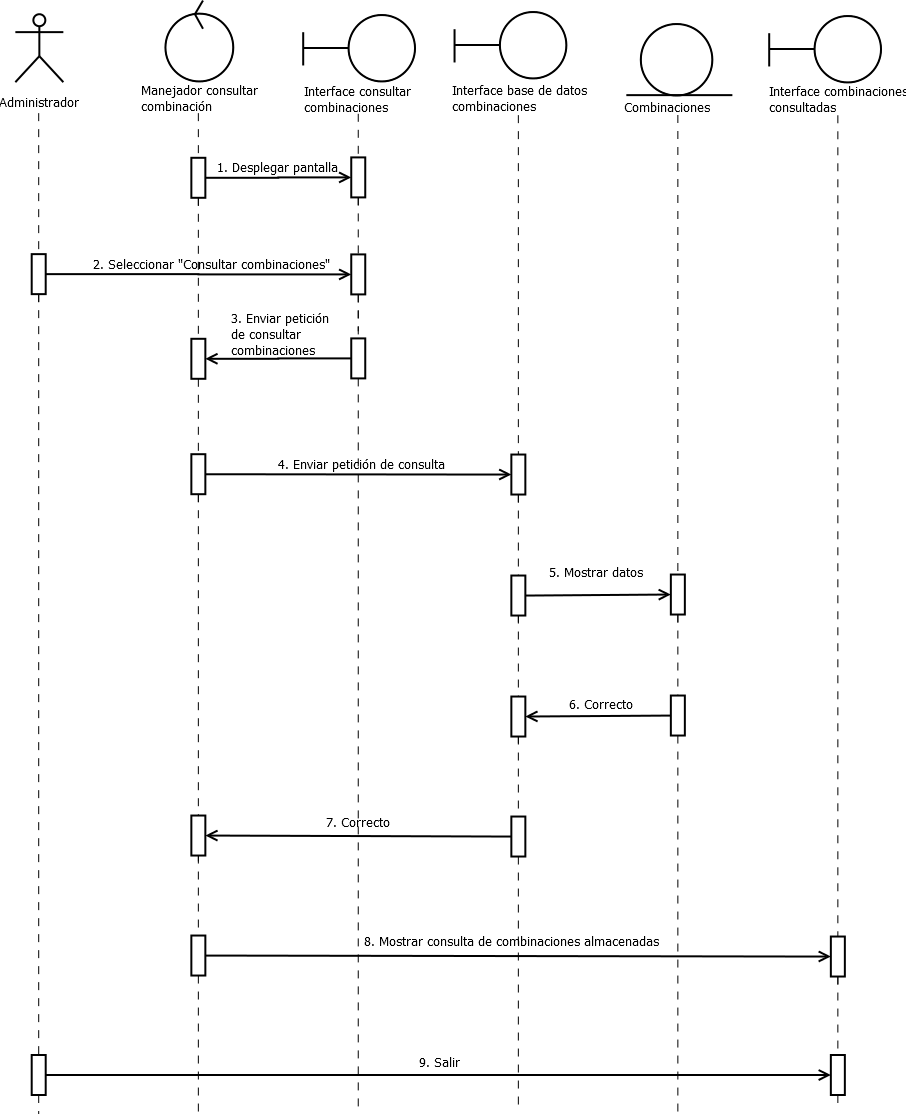 Administrador
Manejador consultar
combinación
Interface consultar
combinaciones
Interface base de datos
combinaciones
Combinaciones
Interface combinaciones
consultadas
1. Desplegar pantalla
2. Seleccionar "Consultar combinaciones"
3. Enviar petición
de consultar
combinaciones
4. Enviar petición de consulta
5. Mostrar datos
6. Correcto
7. Correcto
8. Mostrar consulta de combinaciones almacenadas
9. Salir